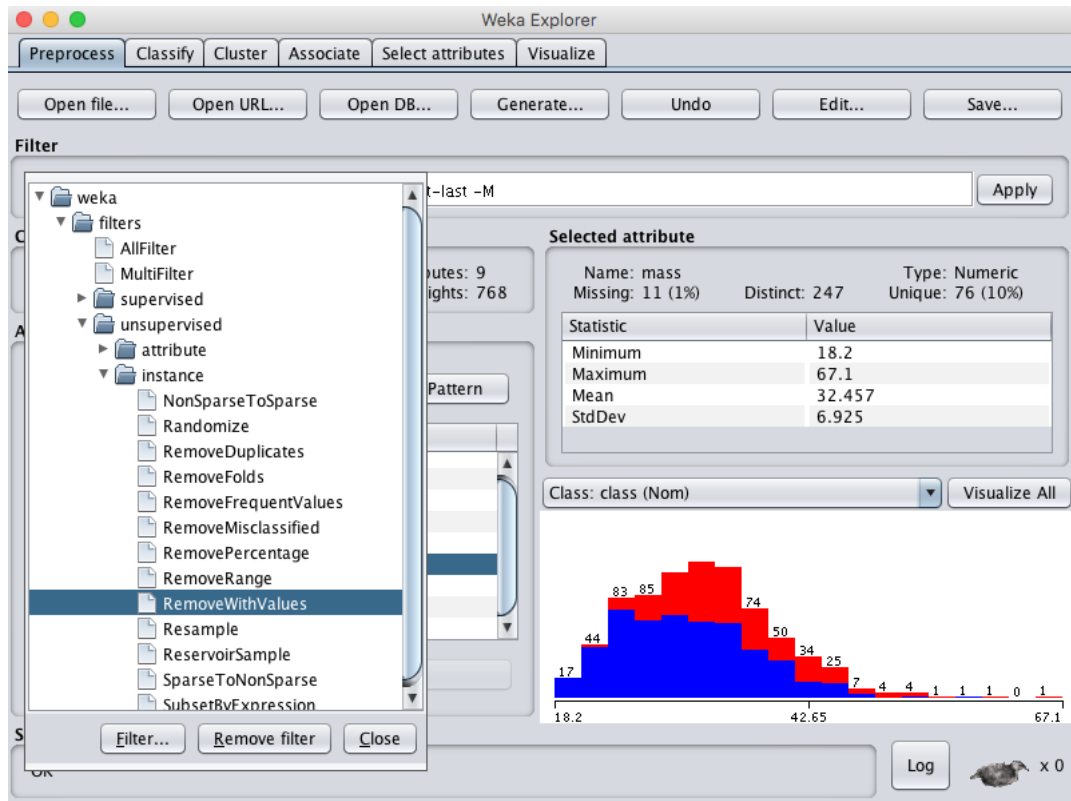 Weka Explorer
Preprocess Classify Cluster Associate Select attributes Visualize
Open file... Open URL... Open DB... Generate... Undo Edit... Save...
Filter
t-last -M Apply
weka
filters
AllFilter
MultiFilter
supervised
unsupervised
attribute
instance
NonSparseToSparse
Randomize
RemoveDuplicates
RemoveFolds
RemoveFrequentValues
RemoveMisclassified
RemovePercentage
RemoveRange
RemoveWithValues
Resample
ReservoirSample
SparseToNonSparse
SubsetByExpression
Filter... Remove filter Close
utes: 9
ights: 768
Pattern
Selected attribute
Name: mass Type: Numeric
Missing: 11 (1%) Distinct: 247 Unique: 76 (10%)
Statistic Value
Minimum 18.2
Maximum 67.1
Mean 32.457
StdDev 6.925
Class: class (Nom) Visualize All
17 44 83 85 74 50 34 25 7 4 4 1 1 1 0 1
18.2 42.65 67.1
Log x 0